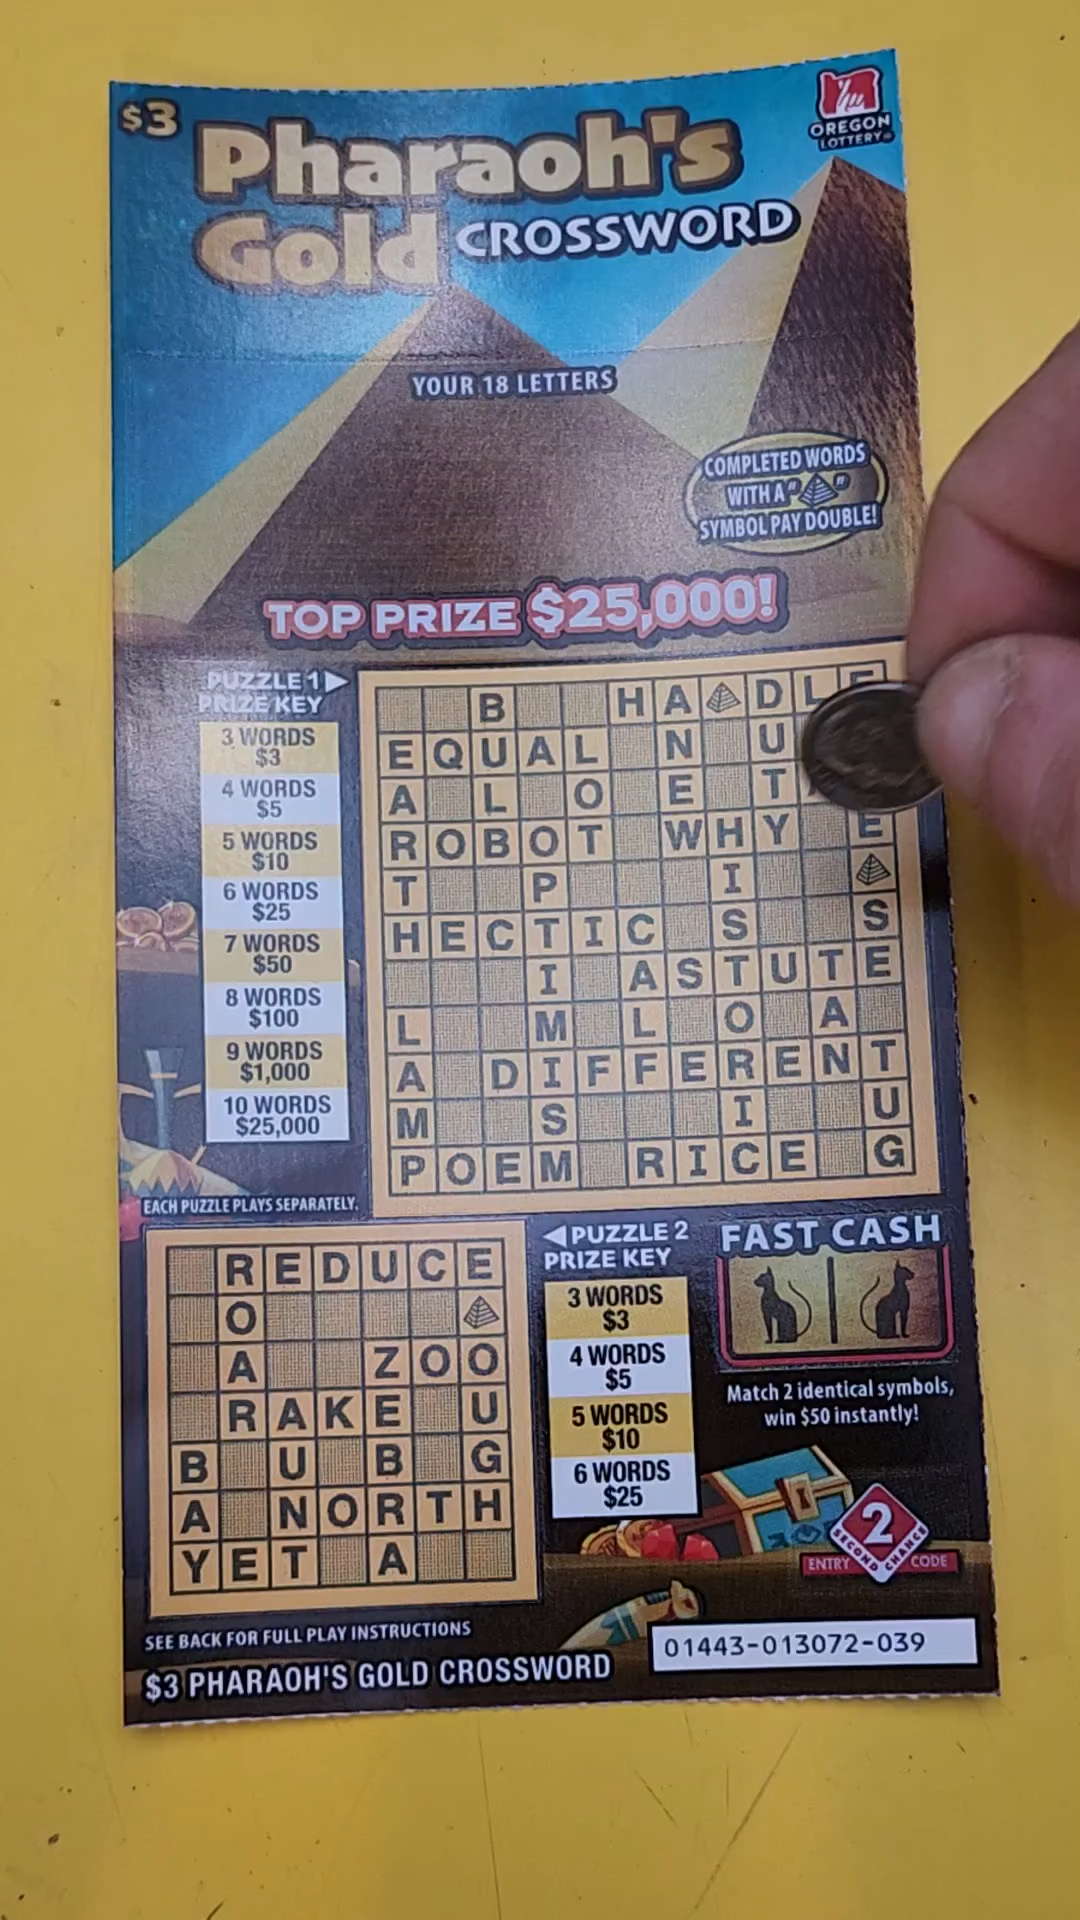 $3
Pharaoh's
Gold CROSSWORD
OREGON
LOTTERY
YOUR 18 LETTERS
COMPLETED WORDS
WITH A " "
SYMBOL PAY DOUBLE!
TOP PRIZE $25,000!
PUZZLE 1
PRIZE KEY
3 WORDS
$3
4 WORDS
$5
5 WORDS
$10
6 WORDS
$25
7 WORDS
$50
8 WORDS
$100
9 WORDS
$1,000
10 WORDS
$25,000
EACH PUZZLE PLAYS SEPARATELY.
B H A D L E
E Q U A L N U
A L O E T
R O B O T W H Y E
T P I
H E C T I C S S
I A S T U T E
L M L O A
A D I F F E R E N T
M S I U
P O E M R I C E G
R E D U C E
O
A Z O O
R A K E U
B U B G
A N O R T H
Y E T A
PUZZLE 2
PRIZE KEY
3 WORDS
$3
4 WORDS
$5
5 WORDS
$10
6 WORDS
$25
FAST CASH
Match 2 identical symbols,
win $50 instantly!
2
SECOND CHANCE
ENTRY CODE
SEE BACK FOR FULL PLAY INSTRUCTIONS
$3 PHARAOH'S GOLD CROSSWORD
01443-013072-039